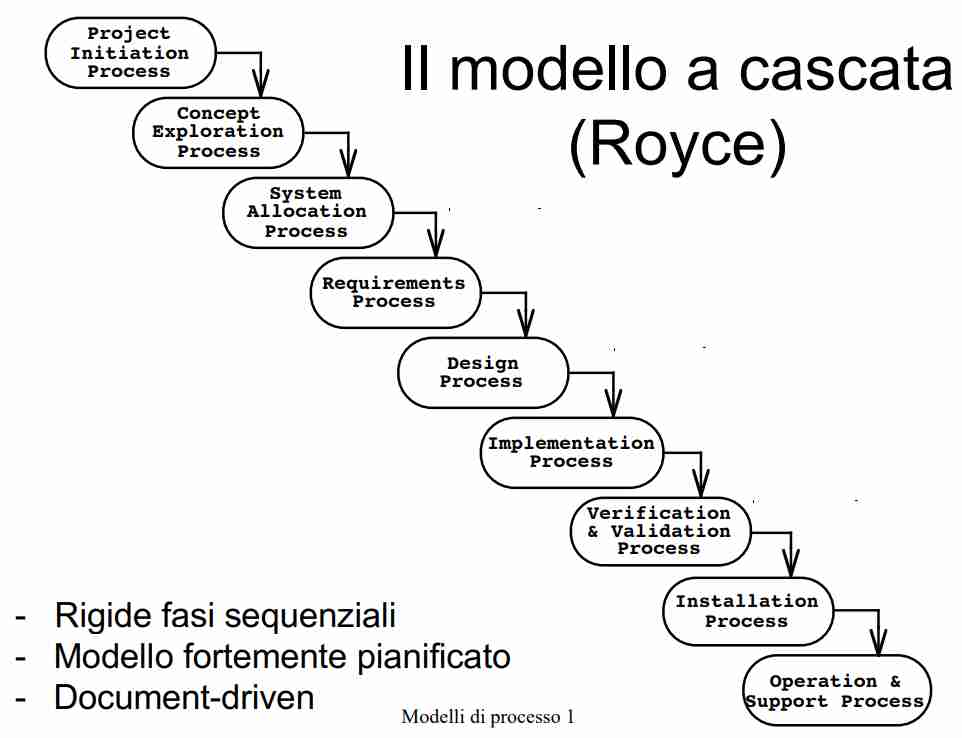 Il modello a cascata
(Royce)
Project
Initiation
Process
Concept
Exploration
Process
System
Allocation
Process
Requirements
Process
Design
Process
Implementation
Process
Verification
& Validation
Process
Installation
Process
Operation &
Support Process
- Rigide fasi sequenziali
- Modello fortemente pianificato
- Document-driven
Modelli di processo 1